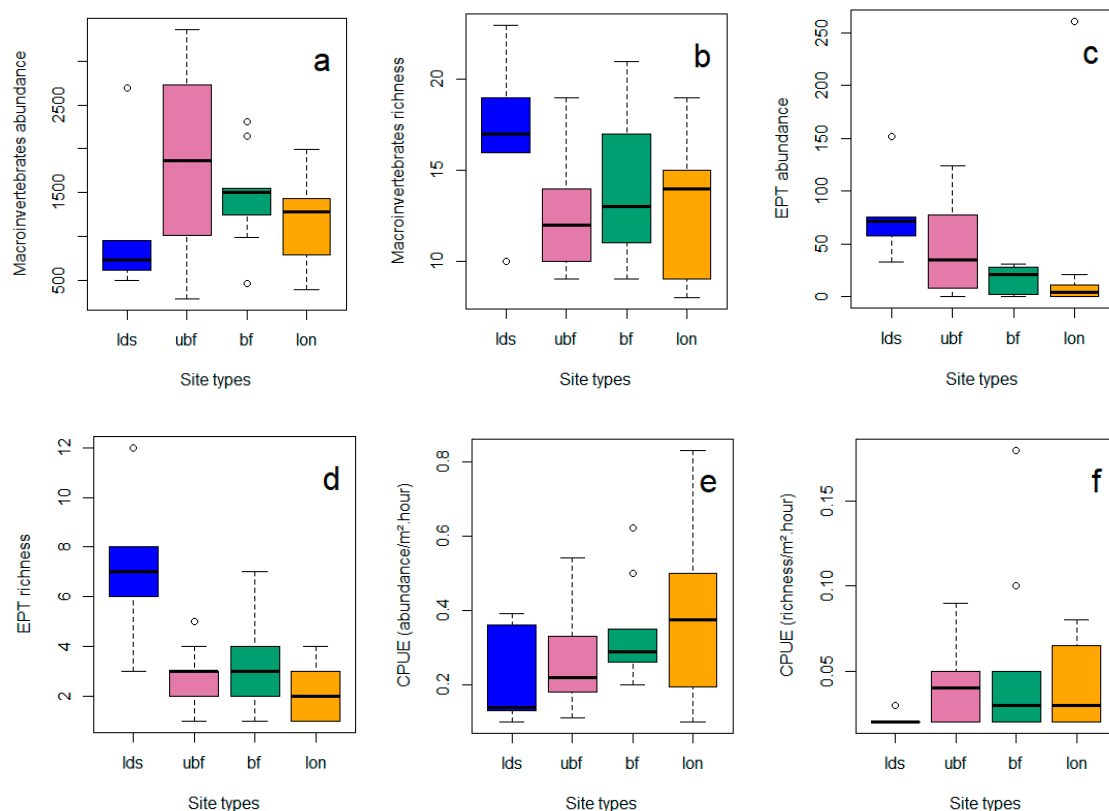 a
Macroinvertebrates abundance
2500
1500
500
lds ubf bf lon
Site types
b
Macroinvertebrates richness
20
15
10
lds ubf bf lon
Site types
c
EPT abundance
250
200
150
100
50
0
lds ubf bf lon
Site types
d
EPT richness
12
10
8
6
4
2
lds ubf bf lon
Site types
e
CPUE (abundance/m².hour)
0.8
0.6
0.4
0.2
lds ubf bf lon
Site types
f
CPUE (richness/m².hour)
0.15
0.10
0.05
lds ubf bf lon
Site types